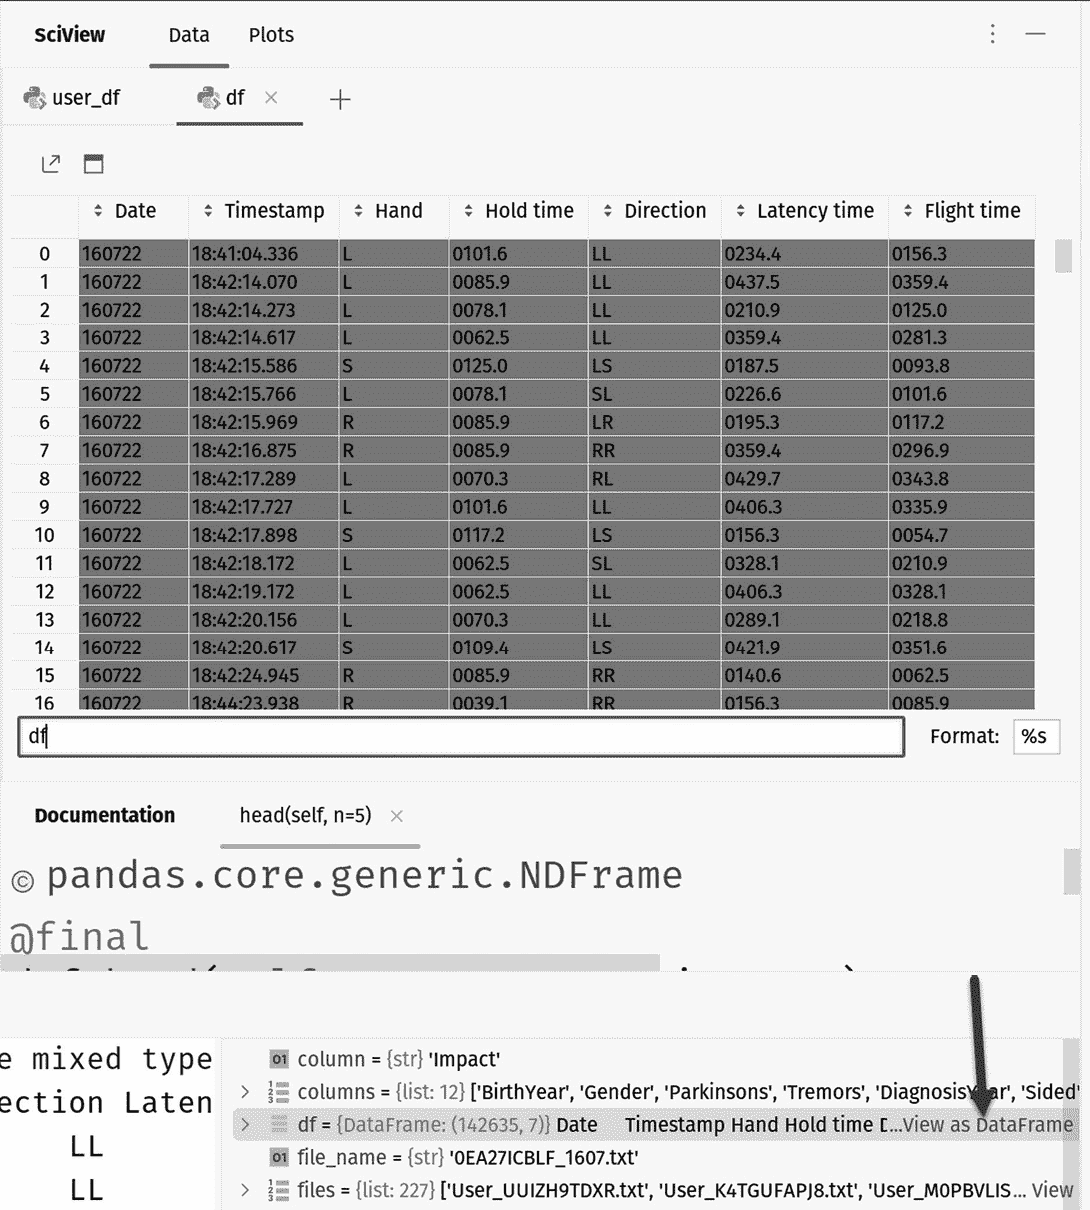 SciView Data Plots
user_df df
Date Timestamp Hand Hold time Direction Latency time Flight time
0 160722 18:41:04.336 L 0101.6 LL 0234.4 0156.3
1 160722 18:42:14.070 L 0085.9 LL 0437.5 0359.4
2 160722 18:42:14.273 L 0078.1 LL 0210.9 0125.0
3 160722 18:42:14.617 L 0062.5 LL 0359.4 0281.3
4 160722 18:42:15.586 S 0125.0 LS 0187.5 0093.8
5 160722 18:42:15.766 L 0078.1 SL 0226.6 0101.6
6 160722 18:42:15.969 R 0085.9 LR 0195.3 0117.2
7 160722 18:42:16.875 R 0085.9 RR 0359.4 0296.9
8 160722 18:42:17.289 L 0070.3 RL 0429.7 0343.8
9 160722 18:42:17.727 L 0101.6 LL 0406.3 0335.9
10 160722 18:42:17.898 S 0117.2 LS 0156.3 0054.7
11 160722 18:42:18.172 L 0062.5 SL 0328.1 0210.9
12 160722 18:42:19.172 L 0062.5 LL 0406.3 0328.1
13 160722 18:42:20.156 L 0070.3 LL 0289.1 0218.8
14 160722 18:42:20.617 S 0109.4 LS 0421.9 0351.6
15 160722 18:42:24.945 R 0085.9 RR 0140.6 0062.5
16 160722 18:44:23.938 R 0039.1 RR 0156.3 0085.9
df Format: %s
Documentation head(self, n=5)
© pandas.core.generic.NDFrame
@final
e mixed type
ection Laten
LL
LL
01 column = {str} 'Impact'
columns = {list: 12} ['BirthYear', 'Gender', 'Parkinsons', 'Tremors', 'DiagnosisYear', 'Sided'
df = {DataFrame: (142635, 7)} Date Timestamp Hand Hold time D...View as DataFrame
01 file_name = {str} '0EA27ICBLF_1607.txt'
files = {list: 227} ['User_UUIZH9TDXR.txt', 'User_K4TGUFAPJ8.txt', 'User_M0PBVLIS... View